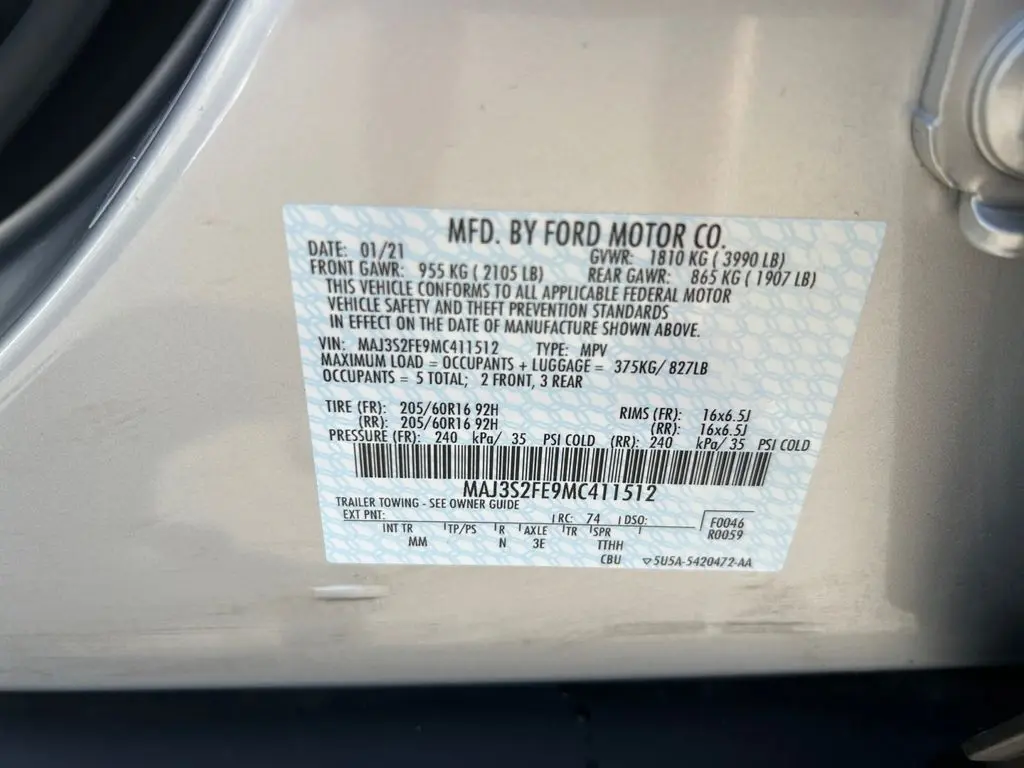 MFD. BY FORD MOTOR CO.
DATE: 01/21 GVWR: 1810 KG ( 3990 LB)
FRONT GAWR: 955 KG ( 2105 LB) REAR GAWR: 865 KG ( 1907 LB)
THIS VEHICLE CONFORMS TO ALL APPLICABLE FEDERAL MOTOR
VEHICLE SAFETY AND THEFT PREVENTION STANDARDS
IN EFFECT ON THE DATE OF MANUFACTURE SHOWN ABOVE.
VIN: MAJ3S2FE9MC411512 TYPE: MPV
MAXIMUM LOAD = OCCUPANTS + LUGGAGE = 375KG/ 827LB
OCCUPANTS = 5 TOTAL; 2 FRONT, 3 REAR
TIRE (FR): 205/60R16 92H RIMS (FR): 16x6.5J
(RR): 205/60R16 92H (RR): 16x6.5J
PRESSURE (FR): 240 kPa/ 35 PSI COLD (RR): 240 kPa/ 35 PSI COLD
MAJ3S2FE9MC411512
TRAILER TOWING - SEE OWNER GUIDE
EXT PNT: RC: 74 DSO: F0046
INT TR TP/PS R AXLE TR SPR R0059
MM N 3E TTHH
CBU 5U5A-5420472-AA